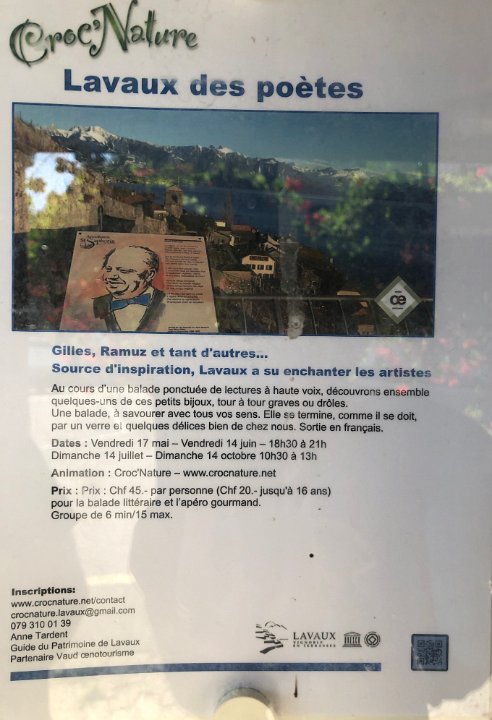 Croc'Nature
Lavaux des poètes
St-Saphorin
Gilles, Ramuz et tant d'autres...
Source d'inspiration, Lavaux a su enchanter les artistes
Au cours d'une balade ponctuée de lectures à haute voix, découvrons ensemble
quelques-uns de ces petits bijoux, tour à tour graves ou drôles.
Une balade, à savourer avec tous vos sens. Elle se termine, comme il se doit,
par un verre et quelques délices bien de chez nous. Sortie en français.
Dates : Vendredi 17 mai – Vendredi 14 juin – 18h30 à 21h
Dimanche 14 juillet – Dimanche 14 octobre 10h30 à 13h
Animation : Croc'Nature – www.crocnature.net
Prix : Prix : Chf 45.- par personne (Chf 20.- jusqu'à 16 ans)
pour la balade littéraire et l'apéro gourmand.
Groupe de 6 min/15 max.
Inscriptions:
www.crocnature.net/contact
crocnature.lavaux@gmail.com
079 310 01 39
Anne Tardent
Guide du Patrimoine de Lavaux
Partenaire Vaud œnotourisme
LAVAUX
VIGNOBLE
EN TERRASSES